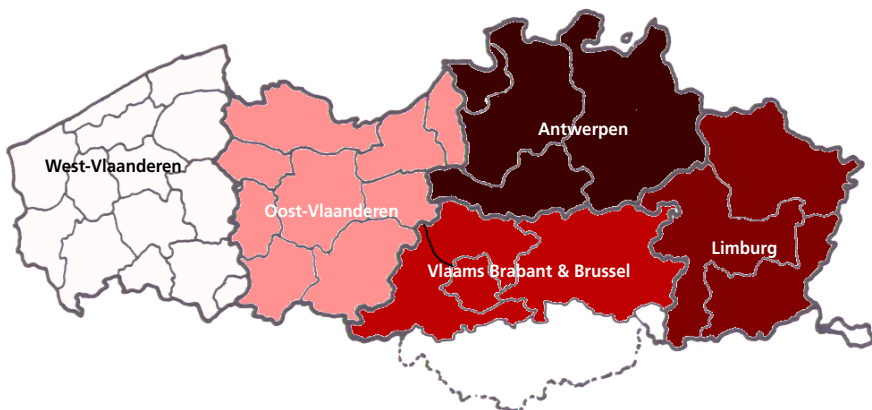 Antwerpen
West-Vlaanderen
Oost-Vlaanderen
Limburg
Vlaams Brabant & Brussel